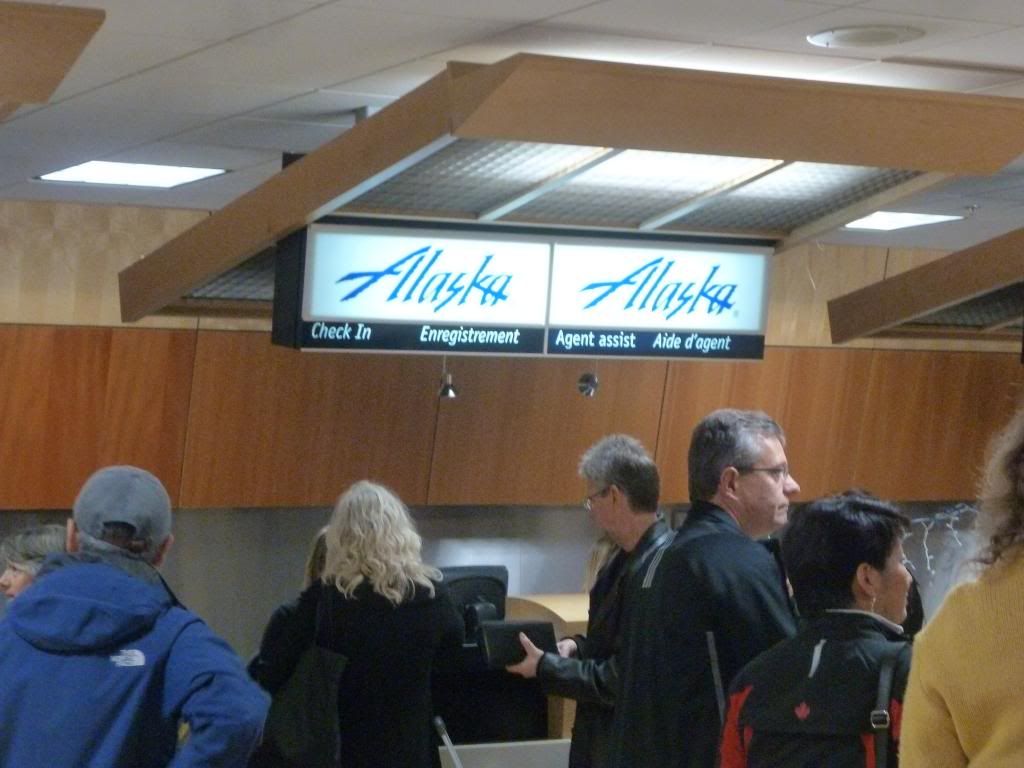 Alaska Alaska
Check In Enregistrement Agent assist Aide d'agent